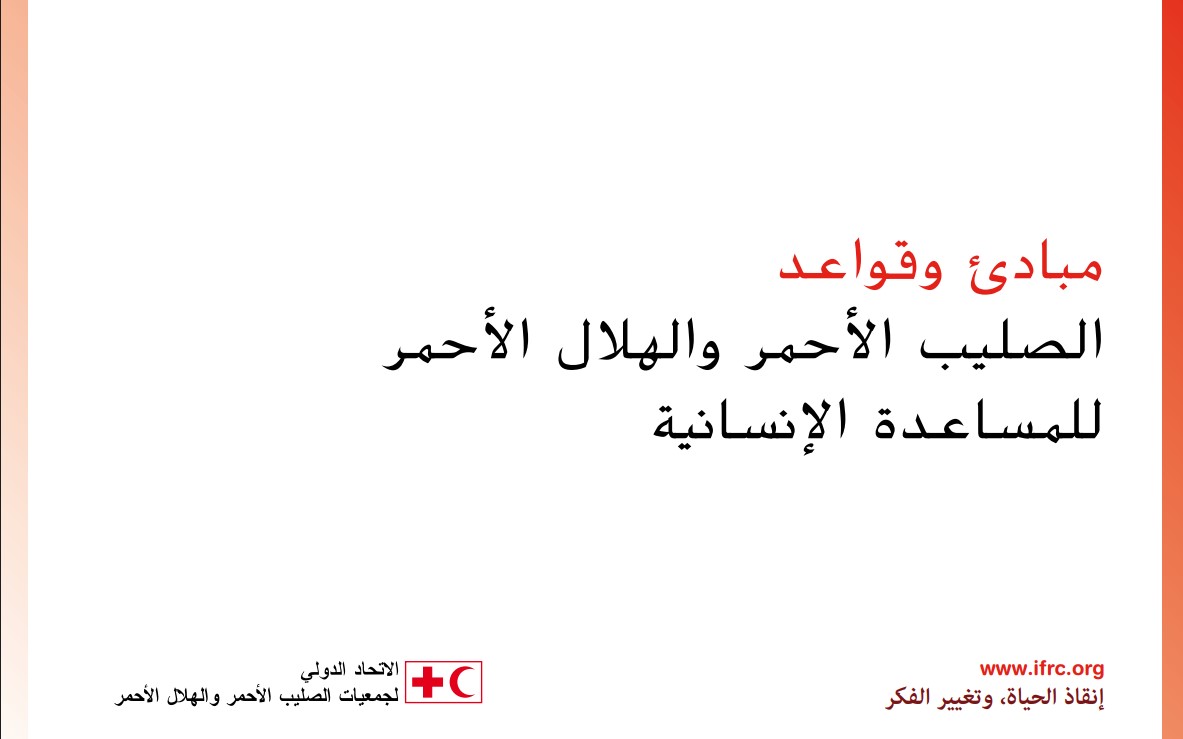 مبادئ وقواعد
الصليب الأحمر والهلال الأحمر
للمساعدة الإنسانية
www.ifrc.org
إنقاذ الحياة، وتغيير الفكر
الاتحاد الدولي
لجمعيات الصليب الأحمر والهلال الأحمر